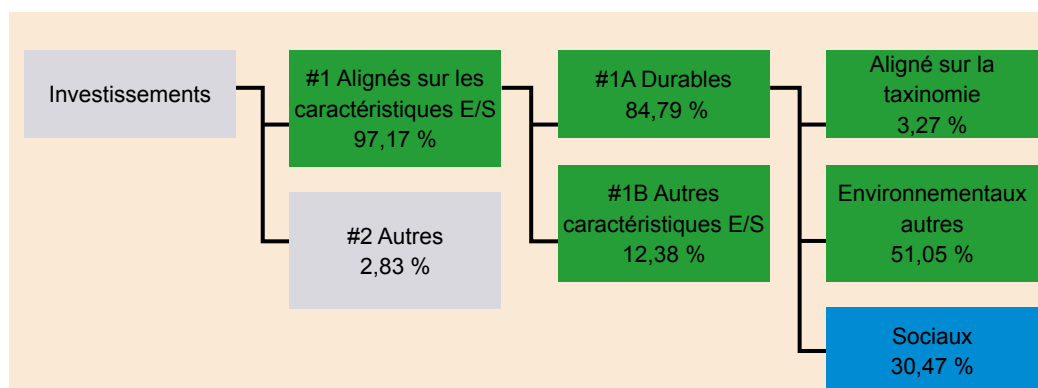 Investissements
#1 Alignés sur les
caractéristiques E/S
97,17 %
#2 Autres
2,83 %
#1A Durables
84,79 %
#1B Autres
caractéristiques E/S
12,38 %
Aligné sur la
taxinomie
3,27 %
Environnementaux
autres
51,05 %
Sociaux
30,47 %